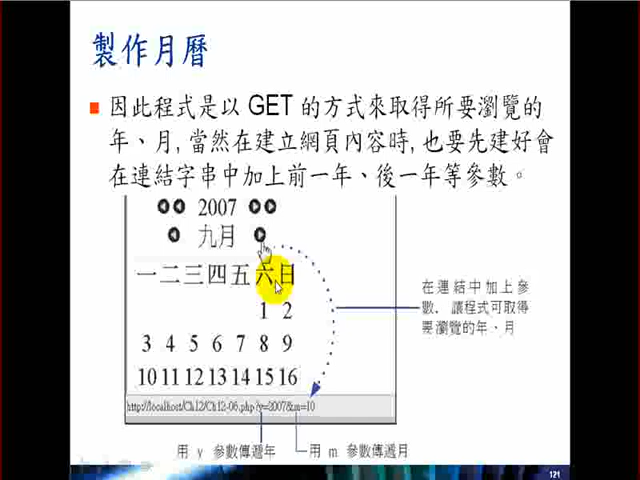 製作月曆
因此程式是以 GET 的方式來取得所要瀏覽的
年、月, 當然在建立網頁內容時, 也要先建好會
在連結字串中加上前一年、後一年等參數。
2007
九月
一二三四五六日
1 2
3 4 5 6 7 8 9
10 11 12 13 14 15 16
http://localhost/Ch12/Ch12-06.php?y=2007&m=10
在連結中加上參
數, 讓程式可取得
要瀏覽的年、月
用 y 參數傳遞年
用 m 參數傳遞月
121